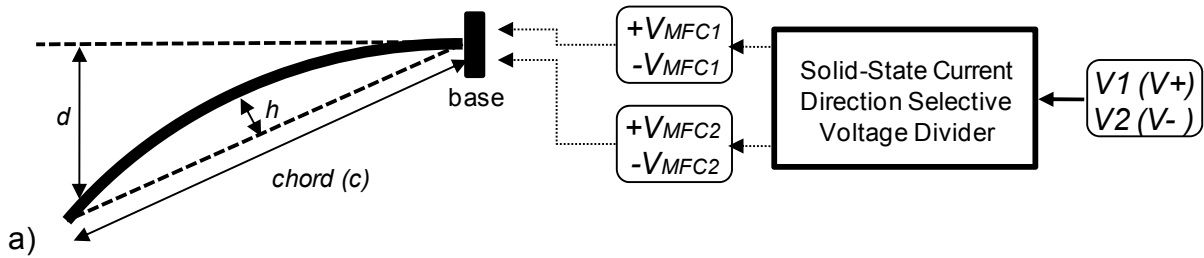 d
h
chord (c)
base
+VMFC1
-VMFC1
+VMFC2
-VMFC2
Solid-State Current
Direction Selective
Voltage Divider
V1 (V+)
V2 (V- )
a)